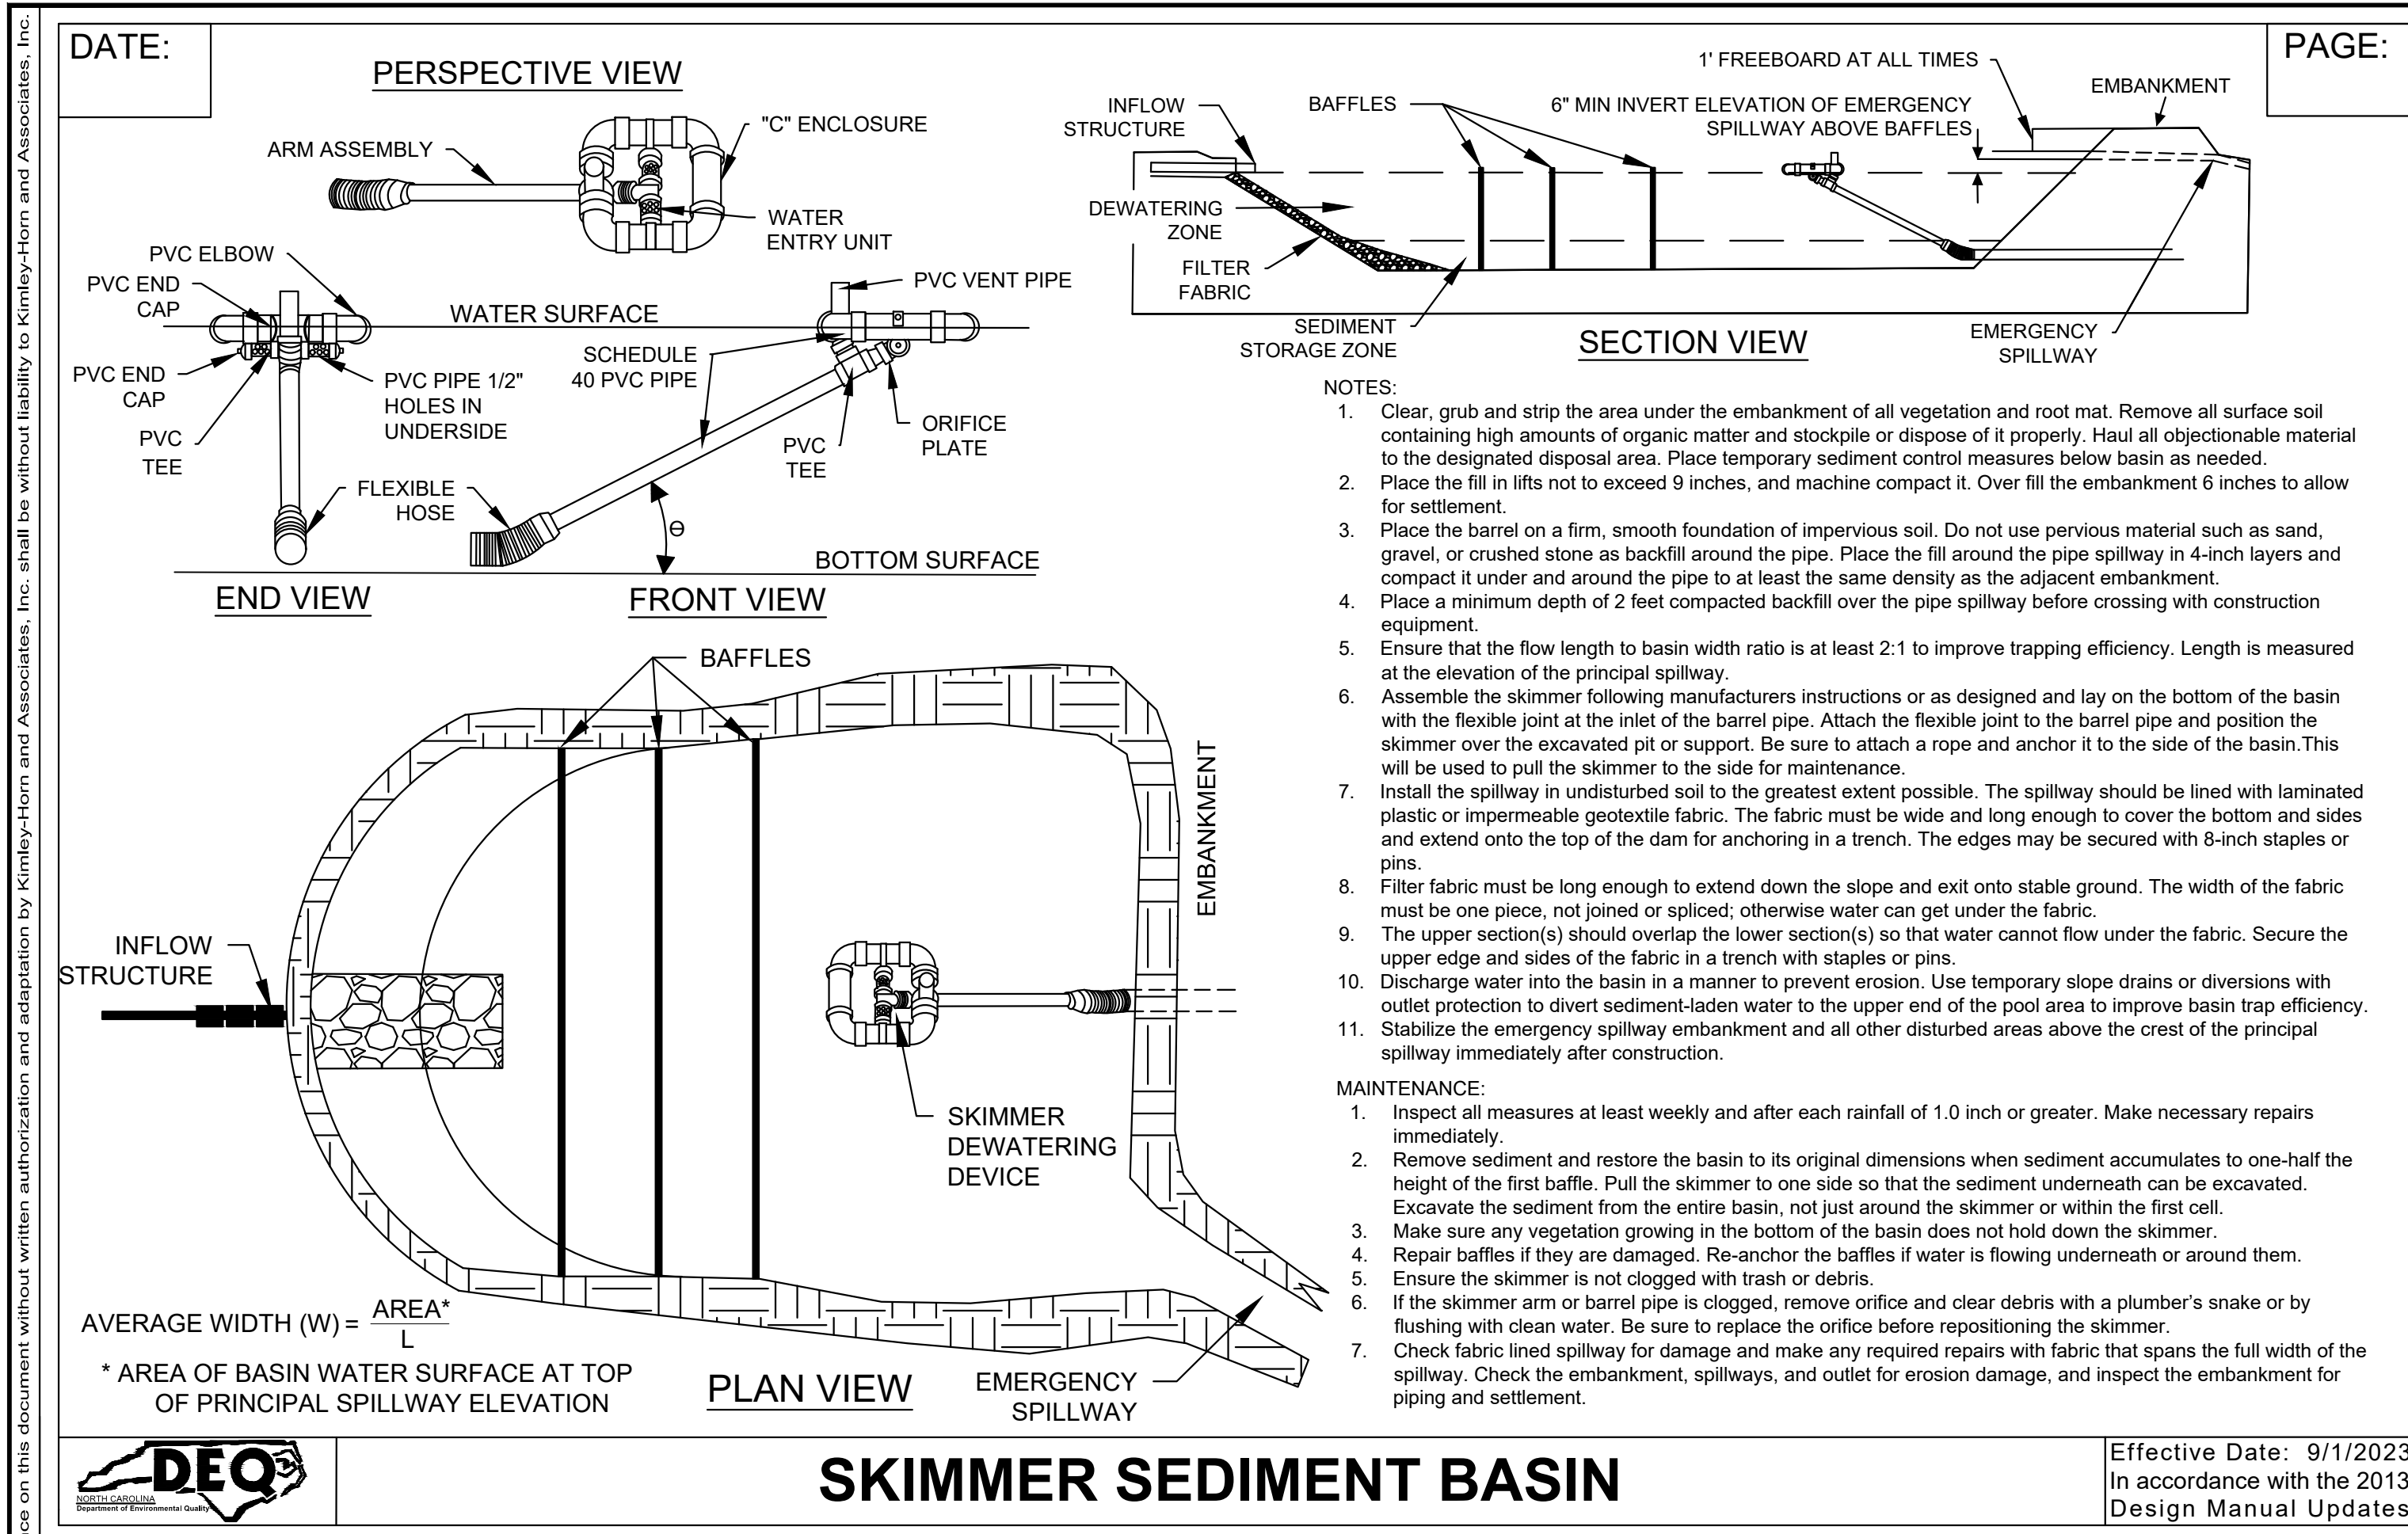 nce on this document without written authorization and adaptation by Kimley-Horn and Associates, Inc. shall be without liability to Kimley-Horn and Associates, Inc.
DATE:
PERSPECTIVE VIEW
ARM ASSEMBLY
"C" ENCLOSURE
WATER
ENTRY UNIT
PVC ELBOW
PVC END
CAP
PVC END
CAP
PVC
TEE
PVC PIPE 1/2"
HOLES IN
UNDERSIDE
WATER SURFACE
SCHEDULE
40 PVC PIPE
PVC VENT PIPE
ORIFICE
PLATE
PVC
TEE
FLEXIBLE
HOSE
Θ
BOTTOM SURFACE
END VIEW
FRONT VIEW
PAGE:
1' FREEBOARD AT ALL TIMES
EMBANKMENT
INFLOW
STRUCTURE
BAFFLES
6" MIN INVERT ELEVATION OF EMERGENCY
SPILLWAY ABOVE BAFFLES
DEWATERING
ZONE
FILTER
FABRIC
SEDIMENT
STORAGE ZONE
SECTION VIEW
EMERGENCY
SPILLWAY
BAFFLES
EMBANKMENT
INFLOW
STRUCTURE
SKIMMER
DEWATERING
DEVICE
AVERAGE WIDTH (W) = AREA*
L
* AREA OF BASIN WATER SURFACE AT TOP
OF PRINCIPAL SPILLWAY ELEVATION
PLAN VIEW
EMERGENCY
SPILLWAY
NOTES:
1. Clear, grub and strip the area under the embankment of all vegetation and root mat. Remove all surface soil
containing high amounts of organic matter and stockpile or dispose of it properly. Haul all objectionable material
to the designated disposal area. Place temporary sediment control measures below basin as needed.
2. Place the fill in lifts not to exceed 9 inches, and machine compact it. Over fill the embankment 6 inches to allow
for settlement.
3. Place the barrel on a firm, smooth foundation of impervious soil. Do not use pervious material such as sand,
gravel, or crushed stone as backfill around the pipe. Place the fill around the pipe spillway in 4-inch layers and
compact it under and around the pipe to at least the same density as the adjacent embankment.
4. Place a minimum depth of 2 feet compacted backfill over the pipe spillway before crossing with construction
equipment.
5. Ensure that the flow length to basin width ratio is at least 2:1 to improve trapping efficiency. Length is measured
at the elevation of the principal spillway.
6. Assemble the skimmer following manufacturers instructions or as designed and lay on the bottom of the basin
with the flexible joint at the inlet of the barrel pipe. Attach the flexible joint to the barrel pipe and position the
skimmer over the excavated pit or support. Be sure to attach a rope and anchor it to the side of the basin.This
will be used to pull the skimmer to the side for maintenance.
7. Install the spillway in undisturbed soil to the greatest extent possible. The spillway should be lined with laminated
plastic or impermeable geotextile fabric. The fabric must be wide and long enough to cover the bottom and sides
and extend onto the top of the dam for anchoring in a trench. The edges may be secured with 8-inch staples or
pins.
8. Filter fabric must be long enough to extend down the slope and exit onto stable ground. The width of the fabric
must be one piece, not joined or spliced; otherwise water can get under the fabric.
9. The upper section(s) should overlap the lower section(s) so that water cannot flow under the fabric. Secure the
upper edge and sides of the fabric in a trench with staples or pins.
10. Discharge water into the basin in a manner to prevent erosion. Use temporary slope drains or diversions with
outlet protection to divert sediment-laden water to the upper end of the pool area to improve basin trap efficiency.
11. Stabilize the emergency spillway embankment and all other disturbed areas above the crest of the principal
spillway immediately after construction.
MAINTENANCE:
1. Inspect all measures at least weekly and after each rainfall of 1.0 inch or greater. Make necessary repairs
immediately.
2. Remove sediment and restore the basin to its original dimensions when sediment accumulates to one-half the
height of the first baffle. Pull the skimmer to one side so that the sediment underneath can be excavated.
Excavate the sediment from the entire basin, not just around the skimmer or within the first cell.
3. Make sure any vegetation growing in the bottom of the basin does not hold down the skimmer.
4. Repair baffles if they are damaged. Re-anchor the baffles if water is flowing underneath or around them.
5. Ensure the skimmer is not clogged with trash or debris.
6. If the skimmer arm or barrel pipe is clogged, remove orifice and clear debris with a plumber's snake or by
flushing with clean water. Be sure to replace the orifice before repositioning the skimmer.
7. Check fabric lined spillway for damage and make any required repairs with fabric that spans the full width of the
spillway. Check the embankment, spillways, and outlet for erosion damage, and inspect the embankment for
piping and settlement.
DEQ
NORTH CAROLINA
Department of Environmental Quality
SKIMMER SEDIMENT BASIN
Effective Date: 9/1/2023
In accordance with the 2013
Design Manual Updates